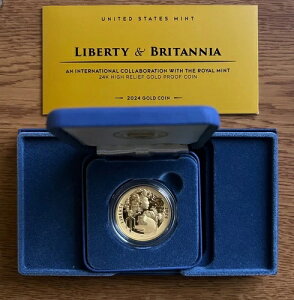 UNITED STATES MINT
LIBERTY & BRITANNIA
AN INTERNATIONAL COLLABORATION WITH THE ROYAL MINT
24K HIGH RELIEF GOLD PROOF COIN
2024 GOLD COIN